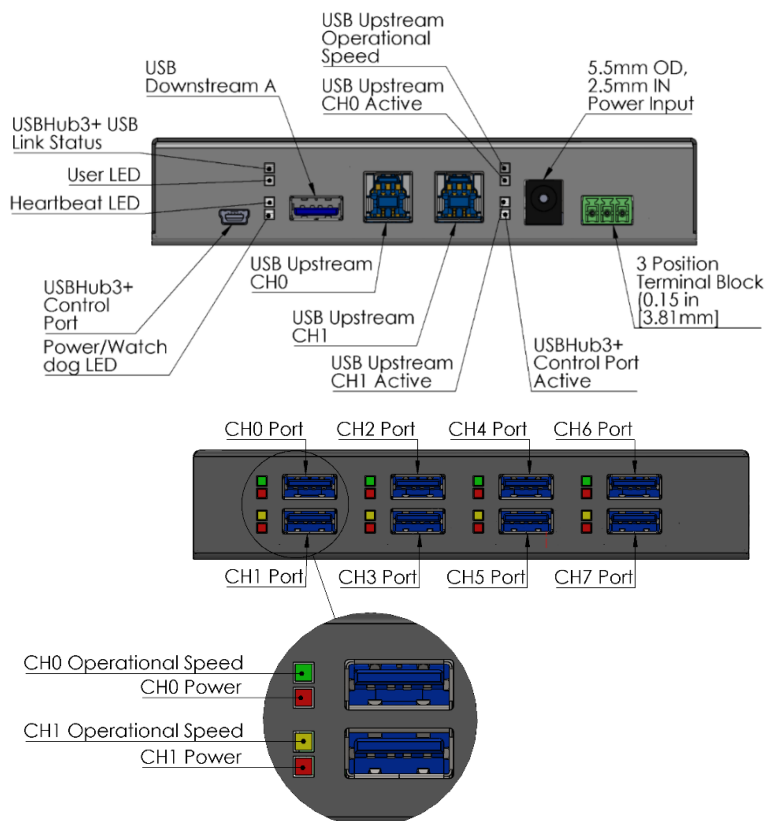 USB Upstream
Operational
Speed
USB
Downstream A
USB Upstream
CH0 Active
5.5mm OD,
2.5mm IN
Power Input
USBHub3+ USB
Link Status
User LED
Heartbeat LED
USBHub3+
Control
Port
Power/Watch
dog LED
USB Upstream
CH0
USB Upstream
CH1
USB Upstream
CH1 Active
USBHub3+
Control Port
Active
3 Position
Terminal Block
(0.15 in
[3.81mm]
CH0 Port
CH2 Port
CH4 Port
CH6 Port
CH1 Port
CH3 Port
CH5 Port
CH7 Port
CH0 Operational Speed
CH0 Power
CH1 Operational Speed
CH1 Power